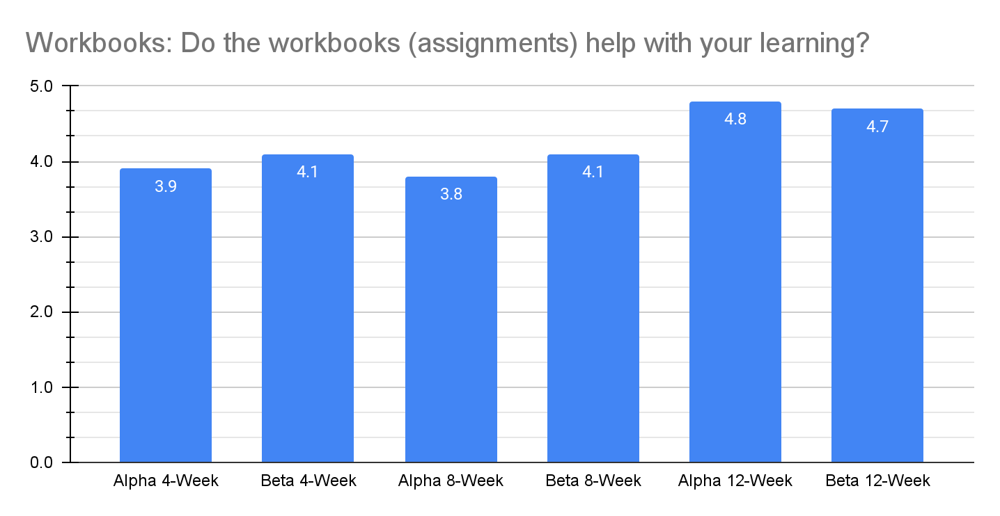 Workbooks: Do the workbooks (assignments) help with your learning?
5.0
4.0
3.0
2.0
1.0
0.0
3.9
4.1
3.8
4.1
4.8
4.7
Alpha 4-Week
Beta 4-Week
Alpha 8-Week
Beta 8-Week
Alpha 12-Week
Beta 12-Week